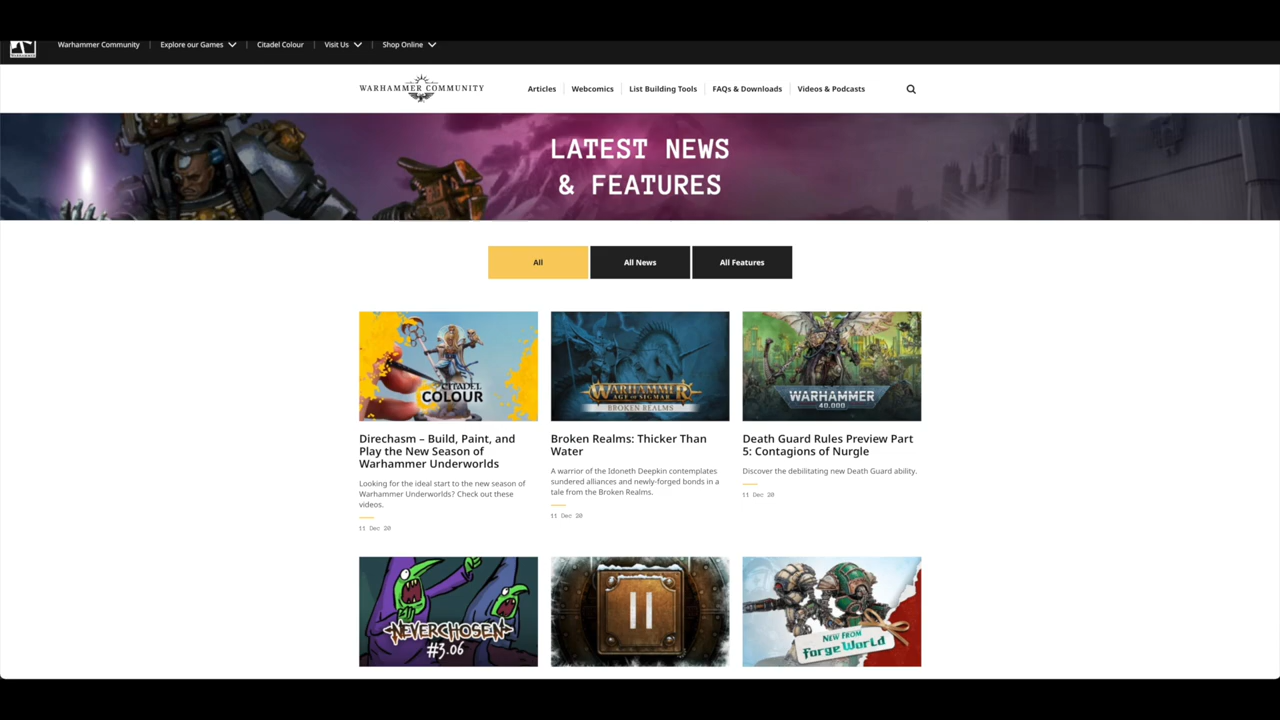 Warhammer Community
Explore our Games
Citadel Colour
Visit Us
Shop Online
WARHAMMER COMMUNITY
Articles
Webcomics
List Building Tools
FAQs & Downloads
Videos & Podcasts
LATEST NEWS
& FEATURES
All
All News
All Features
CITADEL
COLOUR
WARHAMMER
AGE OF SIGMAR
BROKEN REALMS
WARHAMMER
40,000
Direchasm – Build, Paint, and
Play the New Season of
Warhammer Underworlds
Looking for the ideal start to the new season of
Warhammer Underworlds? Check out these
videos.
11 Dec 20
Broken Realms: Thicker Than
Water
A warrior of the Idoneth Deepkin contemplates
sundered alliances and newly-forged bonds in a
tale from the Broken Realms.
11 Dec 20
Death Guard Rules Preview Part
5: Contagions of Nurgle
Discover the debilitating new Death Guard ability.
11 Dec 20
NEVERCHOSEN
#3.06
11
NEW FROM
Forge World